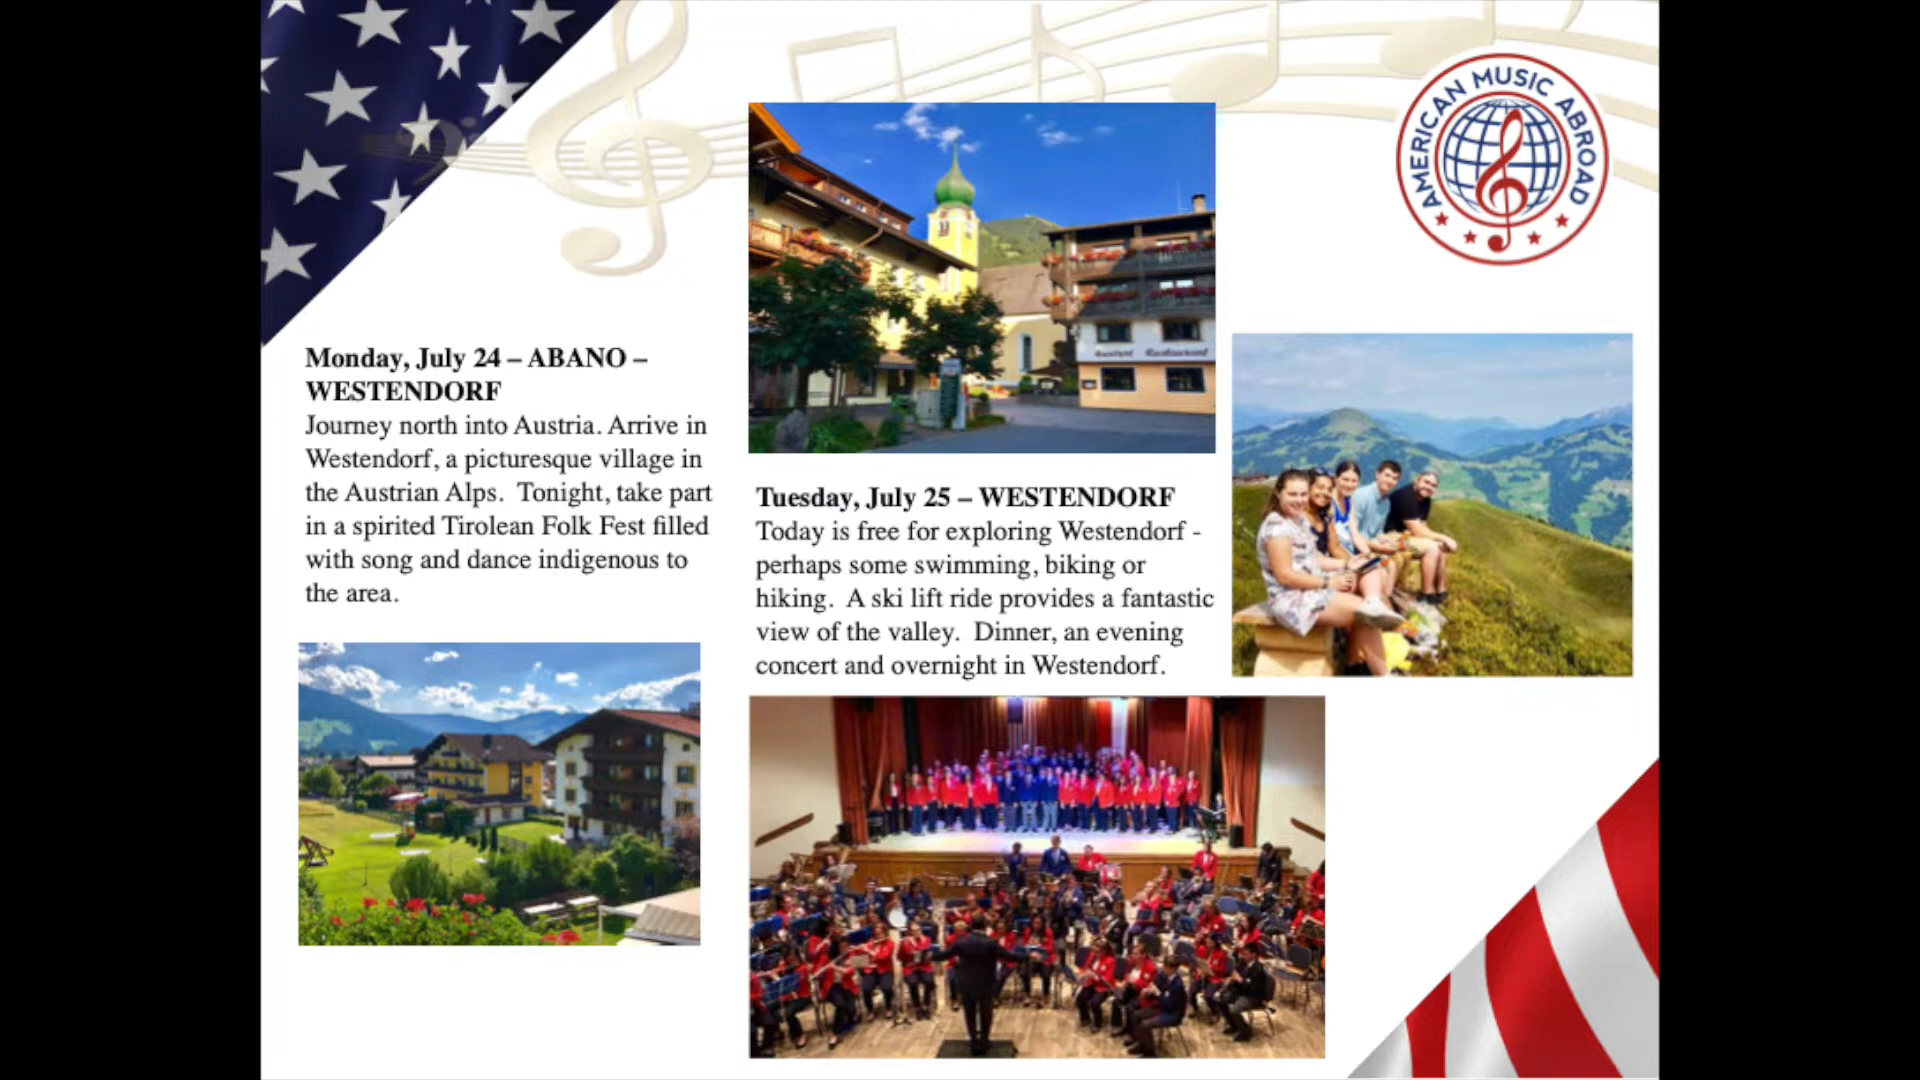 AMERICAN MUSIC ABROAD
Monday, July 24 – ABANO –
WESTENDORF
Journey north into Austria. Arrive in
Westendorf, a picturesque village in
the Austrian Alps.  Tonight, take part
in a spirited Tirolean Folk Fest filled
with song and dance indigenous to
the area.
Tuesday, July 25 – WESTENDORF
Today is free for exploring Westendorf -
perhaps some swimming, biking or
hiking.  A ski lift ride provides a fantastic
view of the valley.  Dinner, an evening
concert and overnight in Westendorf.